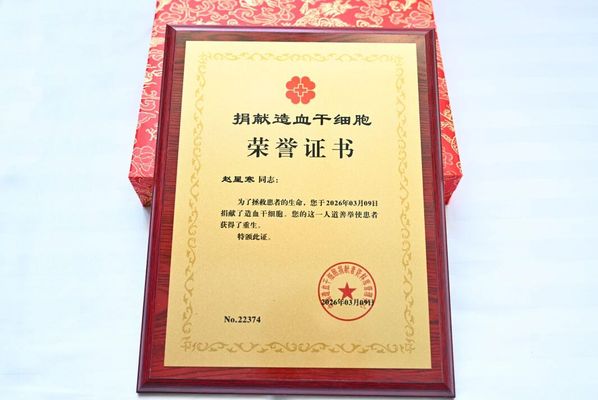 捐献造血干细胞
荣誉证书
赵星寒 同志：
为了拯救患者的生命，您于2026年03月09日
捐献了造血干细胞。您的这一人道善举使患者
获得了重生。
特颁此证。
2026年03月09日
No.22374